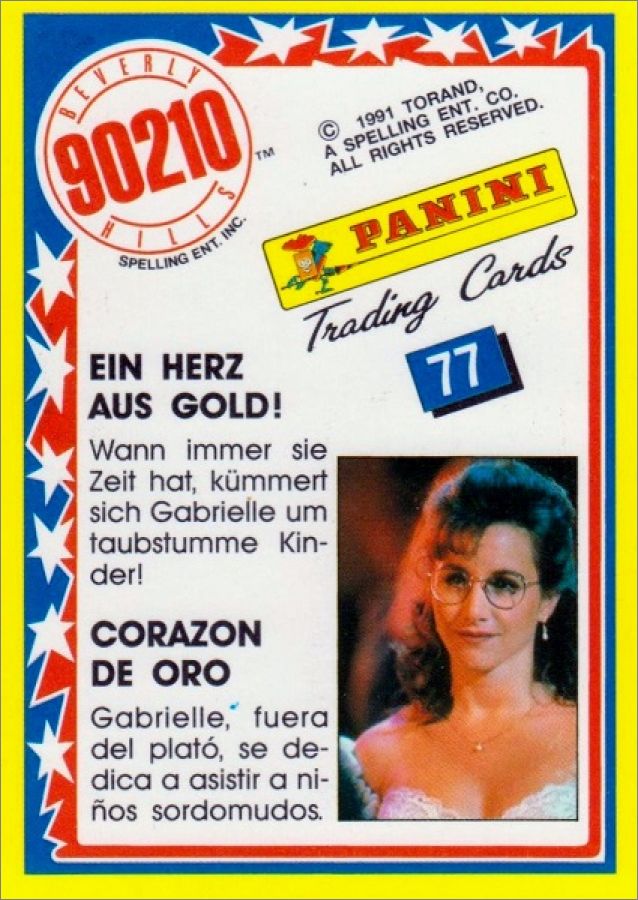 BEVERLY
90210
HILLS
TM
SPELLING ENT. INC.
© 1991 TORAND,
A SPELLING ENT. CO.
ALL RIGHTS RESERVED.
PANINI
Trading Cards
77
EIN HERZ
AUS GOLD!
Wann immer sie
Zeit hat, kümmert
sich Gabrielle um
taubstumme Kin-
der!
CORAZON
DE ORO
Gabrielle, fuera
del plató, se de-
dica a asistir a ni-
ños sordomudos.